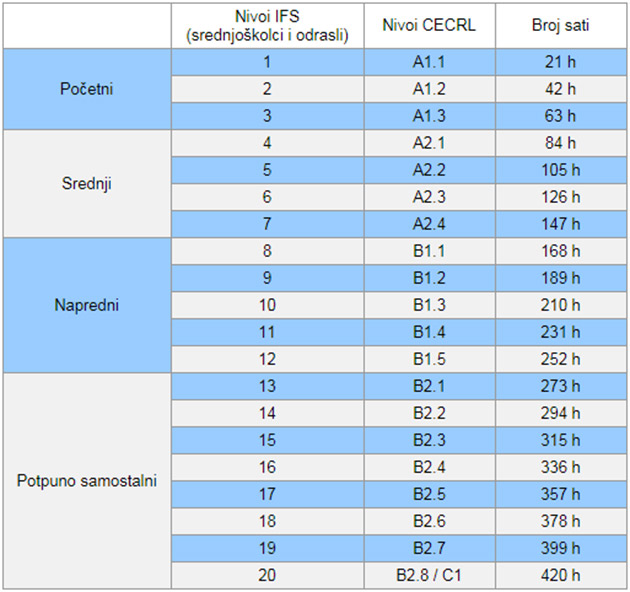 Nivoi IFS
(srednjoškolci i odrasli)
Nivoi CECRL
Broj sati
Početni
1 A1.1 21 h
2 A1.2 42 h
3 A1.3 63 h
Srednji
4 A2.1 84 h
5 A2.2 105 h
6 A2.3 126 h
7 A2.4 147 h
Napredni
8 B1.1 168 h
9 B1.2 189 h
10 B1.3 210 h
11 B1.4 231 h
12 B1.5 252 h
Potpuno samostalni
13 B2.1 273 h
14 B2.2 294 h
15 B2.3 315 h
16 B2.4 336 h
17 B2.5 357 h
18 B2.6 378 h
19 B2.7 399 h
20 B2.8 / C1 420 h